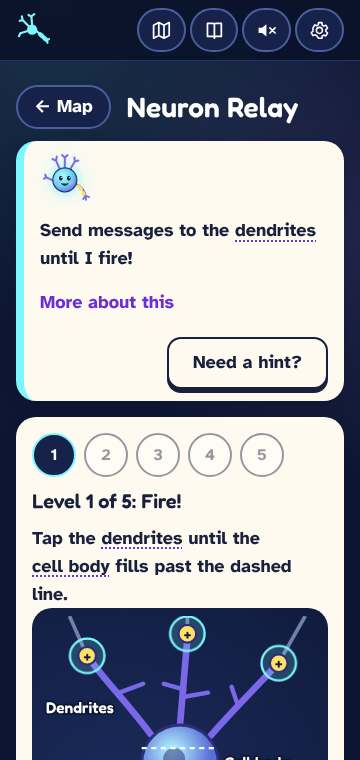 ← Map
Neuron Relay
Send messages to the dendrites
until I fire!
More about this
Need a hint?
1 2 3 4 5
Level 1 of 5: Fire!
Tap the dendrites until the
cell body fills past the dashed
line.
Dendrites